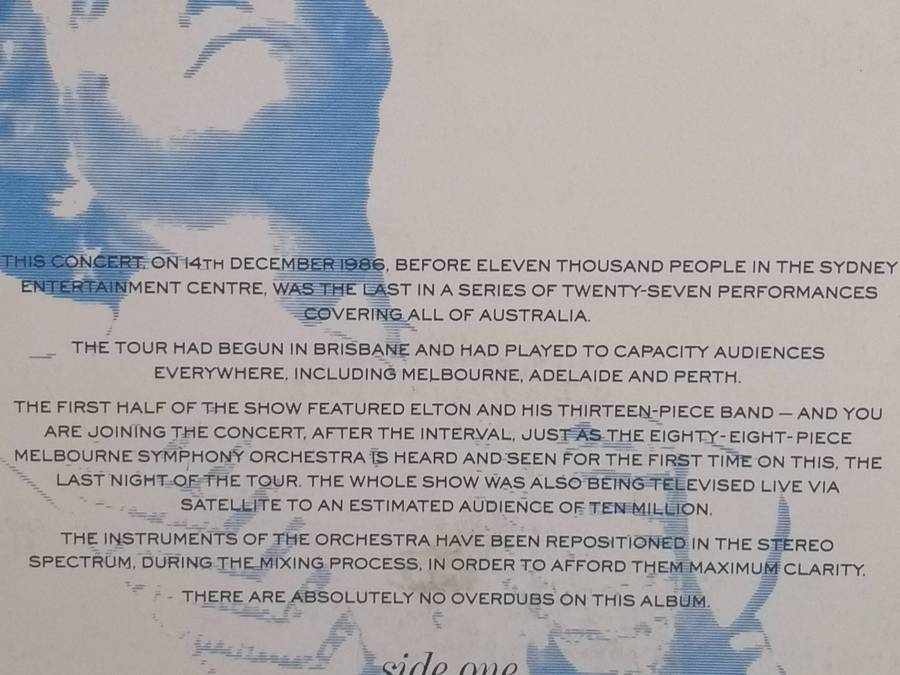 THIS CONCERT, ON 14TH DECEMBER 1986, BEFORE ELEVEN THOUSAND PEOPLE IN THE SYDNEY
ENTERTAINMENT CENTRE, WAS THE LAST IN A SERIES OF TWENTY-SEVEN PERFORMANCES
COVERING ALL OF AUSTRALIA.
THE TOUR HAD BEGUN IN BRISBANE AND HAD PLAYED TO CAPACITY AUDIENCES
EVERYWHERE, INCLUDING MELBOURNE, ADELAIDE AND PERTH.
THE FIRST HALF OF THE SHOW FEATURED ELTON AND HIS THIRTEEN-PIECE BAND — AND YOU
ARE JOINING THE CONCERT, AFTER THE INTERVAL, JUST AS THE EIGHTY-EIGHT-PIECE
MELBOURNE SYMPHONY ORCHESTRA IS HEARD AND SEEN FOR THE FIRST TIME ON THIS, THE
LAST NIGHT OF THE TOUR. THE WHOLE SHOW WAS ALSO BEING TELEVISED LIVE VIA
SATELLITE TO AN ESTIMATED AUDIENCE OF TEN MILLION.
THE INSTRUMENTS OF THE ORCHESTRA HAVE BEEN REPOSITIONED IN THE STEREO
SPECTRUM, DURING THE MIXING PROCESS, IN ORDER TO AFFORD THEM MAXIMUM CLARITY.
THERE ARE ABSOLUTELY NO OVERDUBS ON THIS ALBUM.
side one